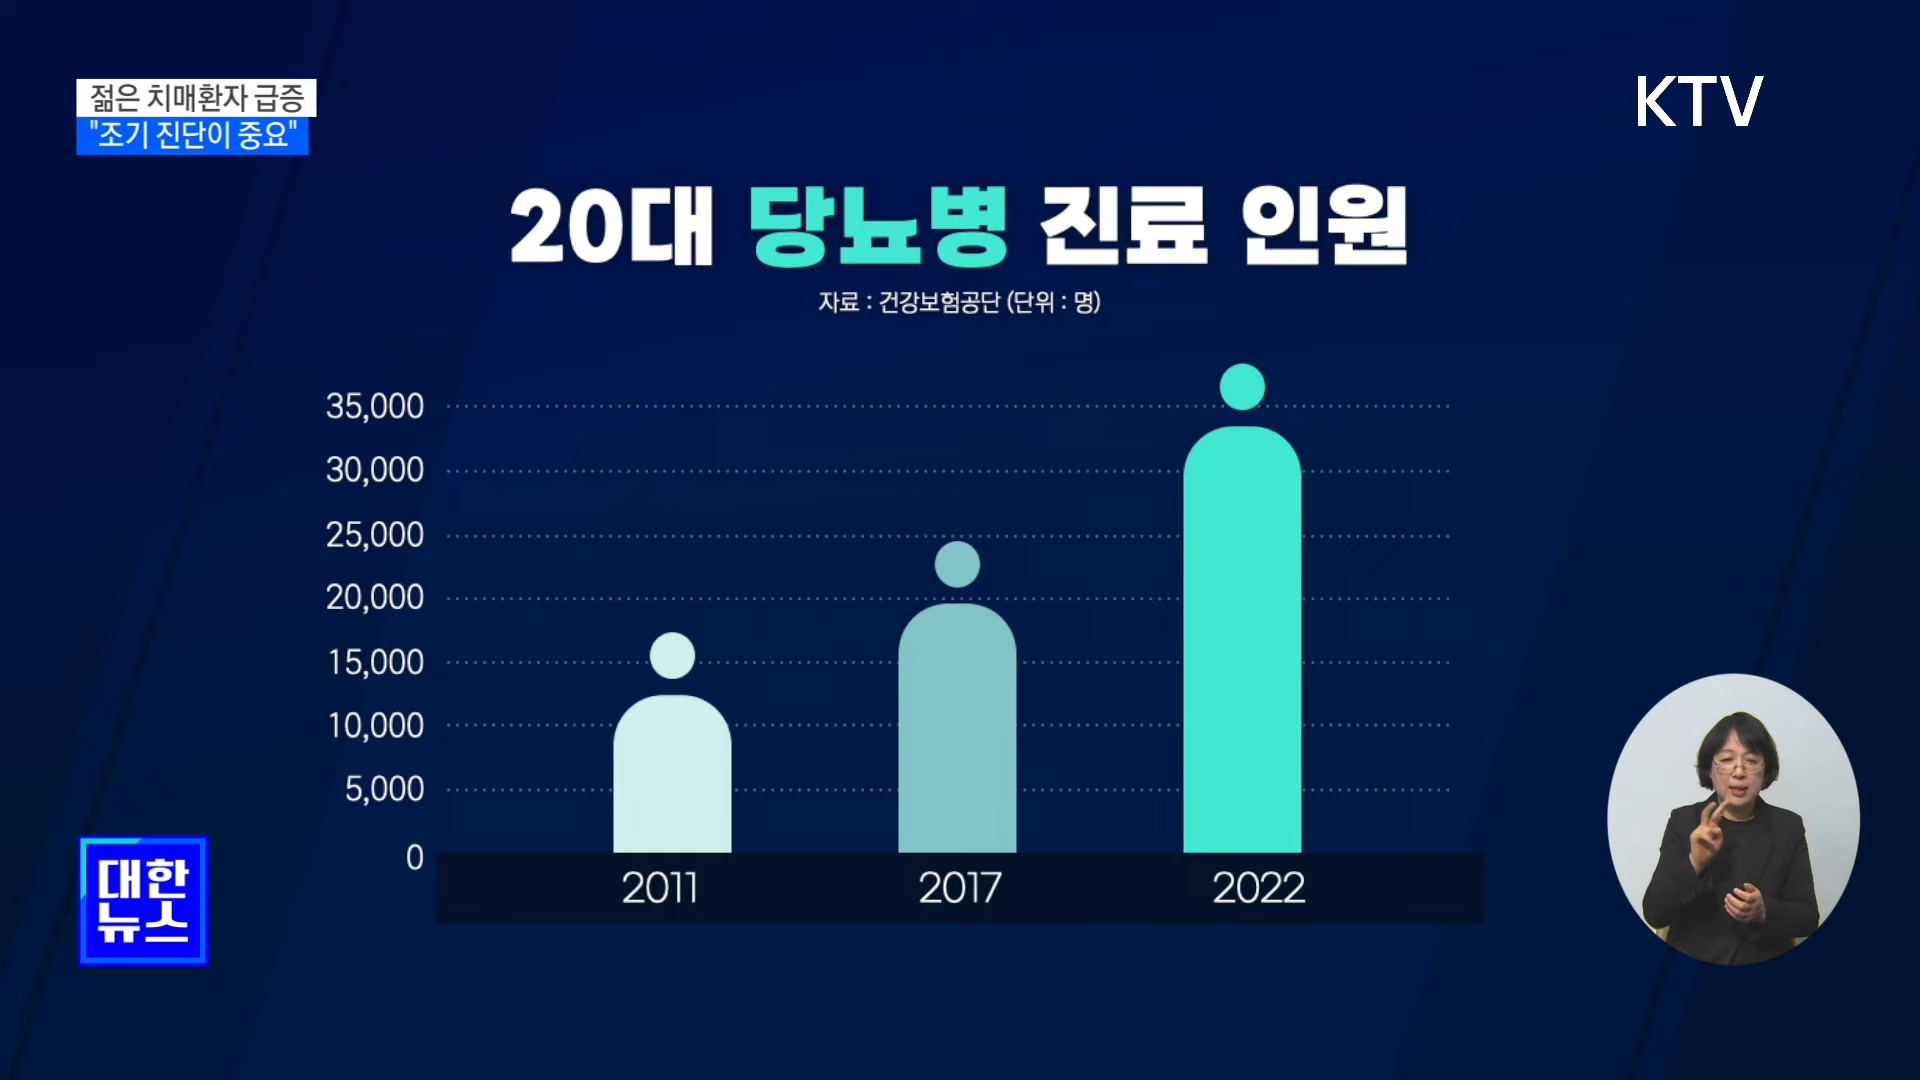 젊은 치매환자 급증
"조기 진단이 중요"
KTV
20대 당뇨병 진료 인원
자료 : 건강보험공단 (단위 : 명)
35,000
30,000
25,000
20,000
15,000
10,000
5,000
0
2011
2017
2022
대한
뉴스